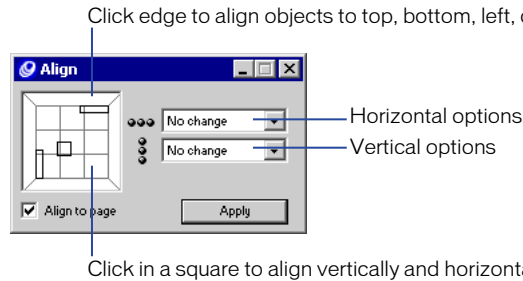 Click edge to align objects to top, bottom, left,
Align
No change
Horizontal options
No change
Vertical options
Align to page
Apply
Click in a square to align vertically and